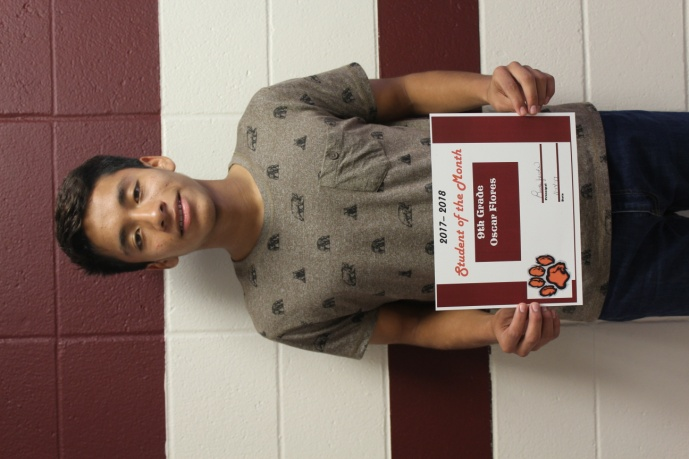 2017– 2018
Student of the Month
9th Grade
Oscar Flores